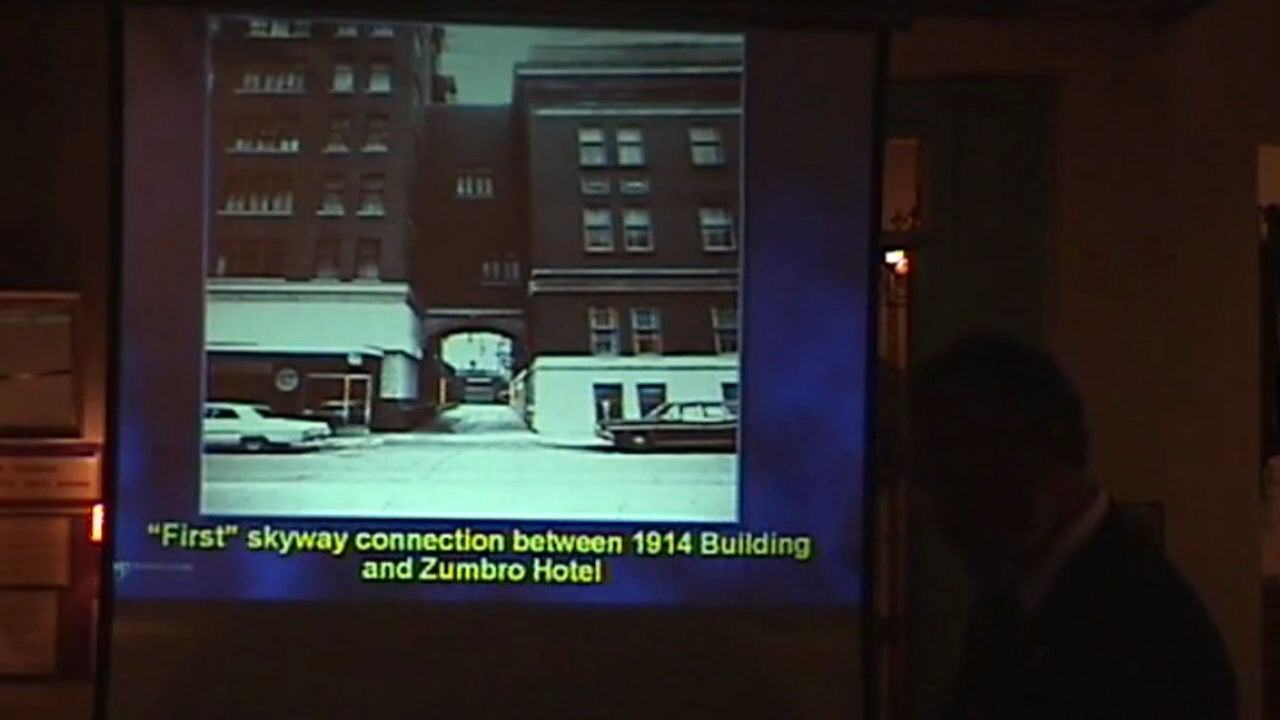 “First” skyway connection between 1914 Building
and Zumbro Hotel